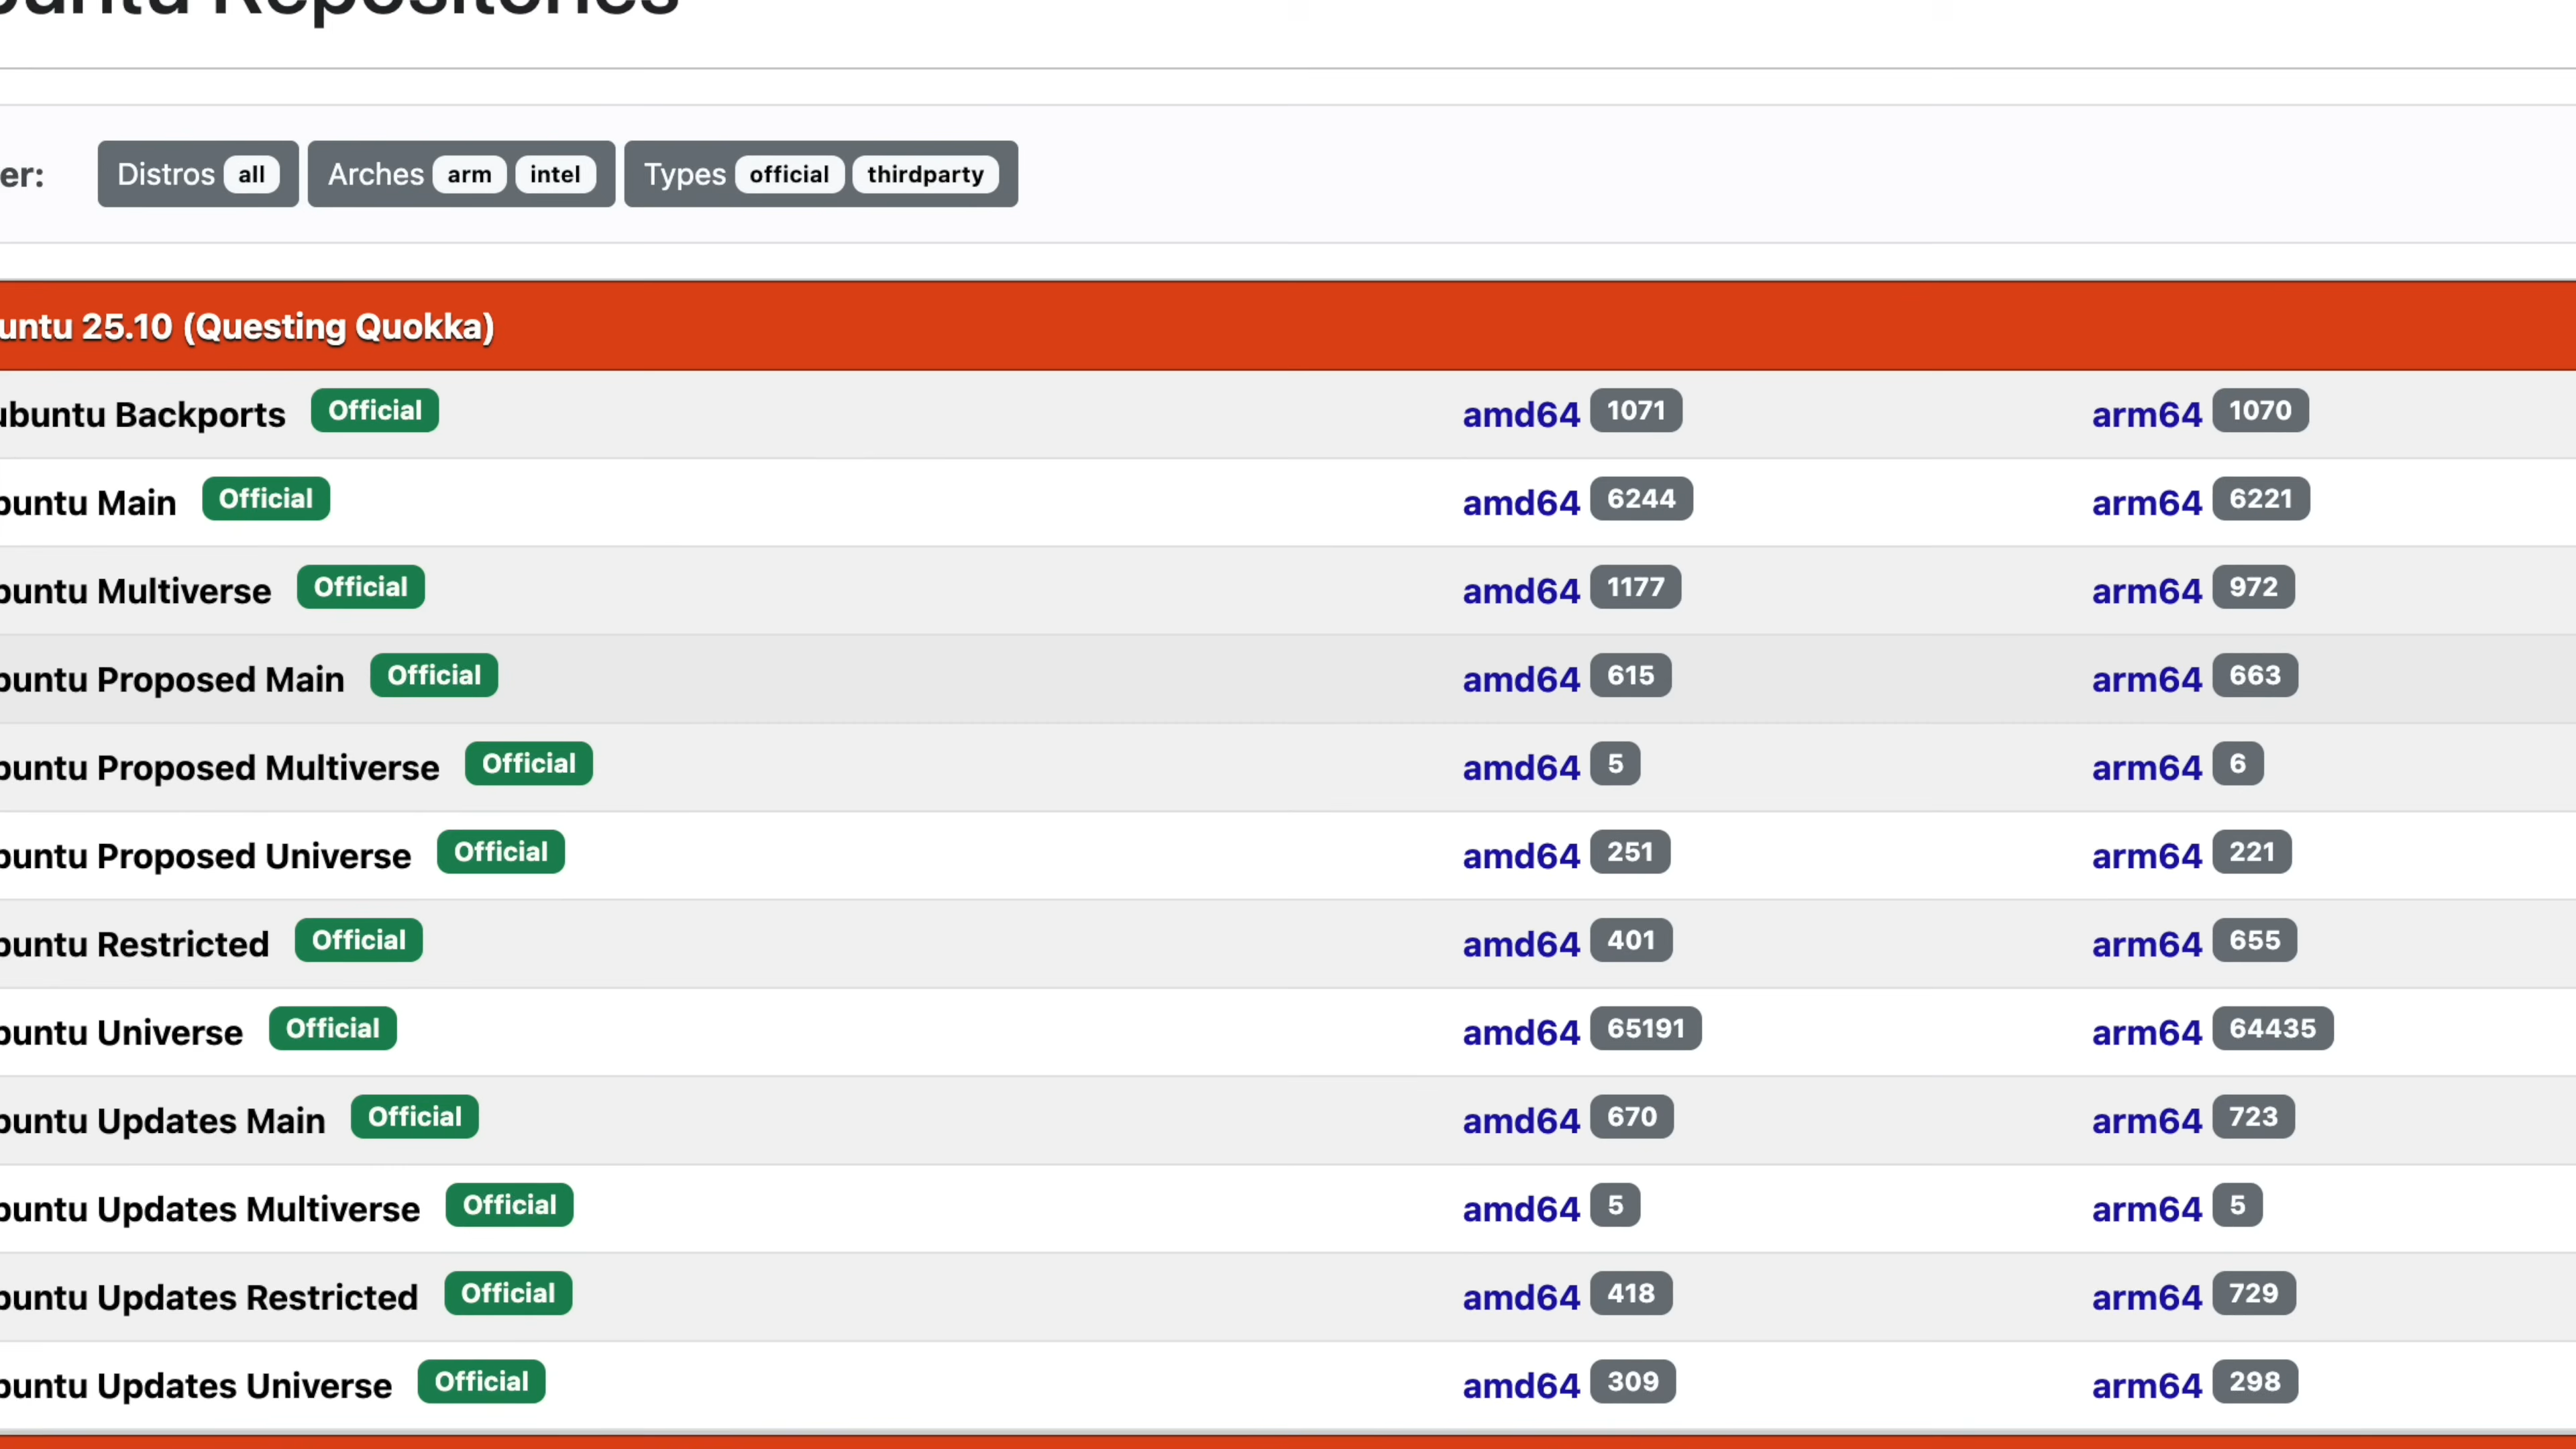 buntu Repositories
er: Distros all Arches arm intel Types official thirdparty
untu 25.10 (Questing Quokka)
ubuntu Backports Official amd64 1071 arm64 1070
buntu Main Official amd64 6244 arm64 6221
buntu Multiverse Official amd64 1177 arm64 972
buntu Proposed Main Official amd64 615 arm64 663
buntu Proposed Multiverse Official amd64 5 arm64 6
buntu Proposed Universe Official amd64 251 arm64 221
buntu Restricted Official amd64 401 arm64 655
buntu Universe Official amd64 65191 arm64 64435
buntu Updates Main Official amd64 670 arm64 723
buntu Updates Multiverse Official amd64 5 arm64 5
buntu Updates Restricted Official amd64 418 arm64 729
buntu Updates Universe Official amd64 309 arm64 298